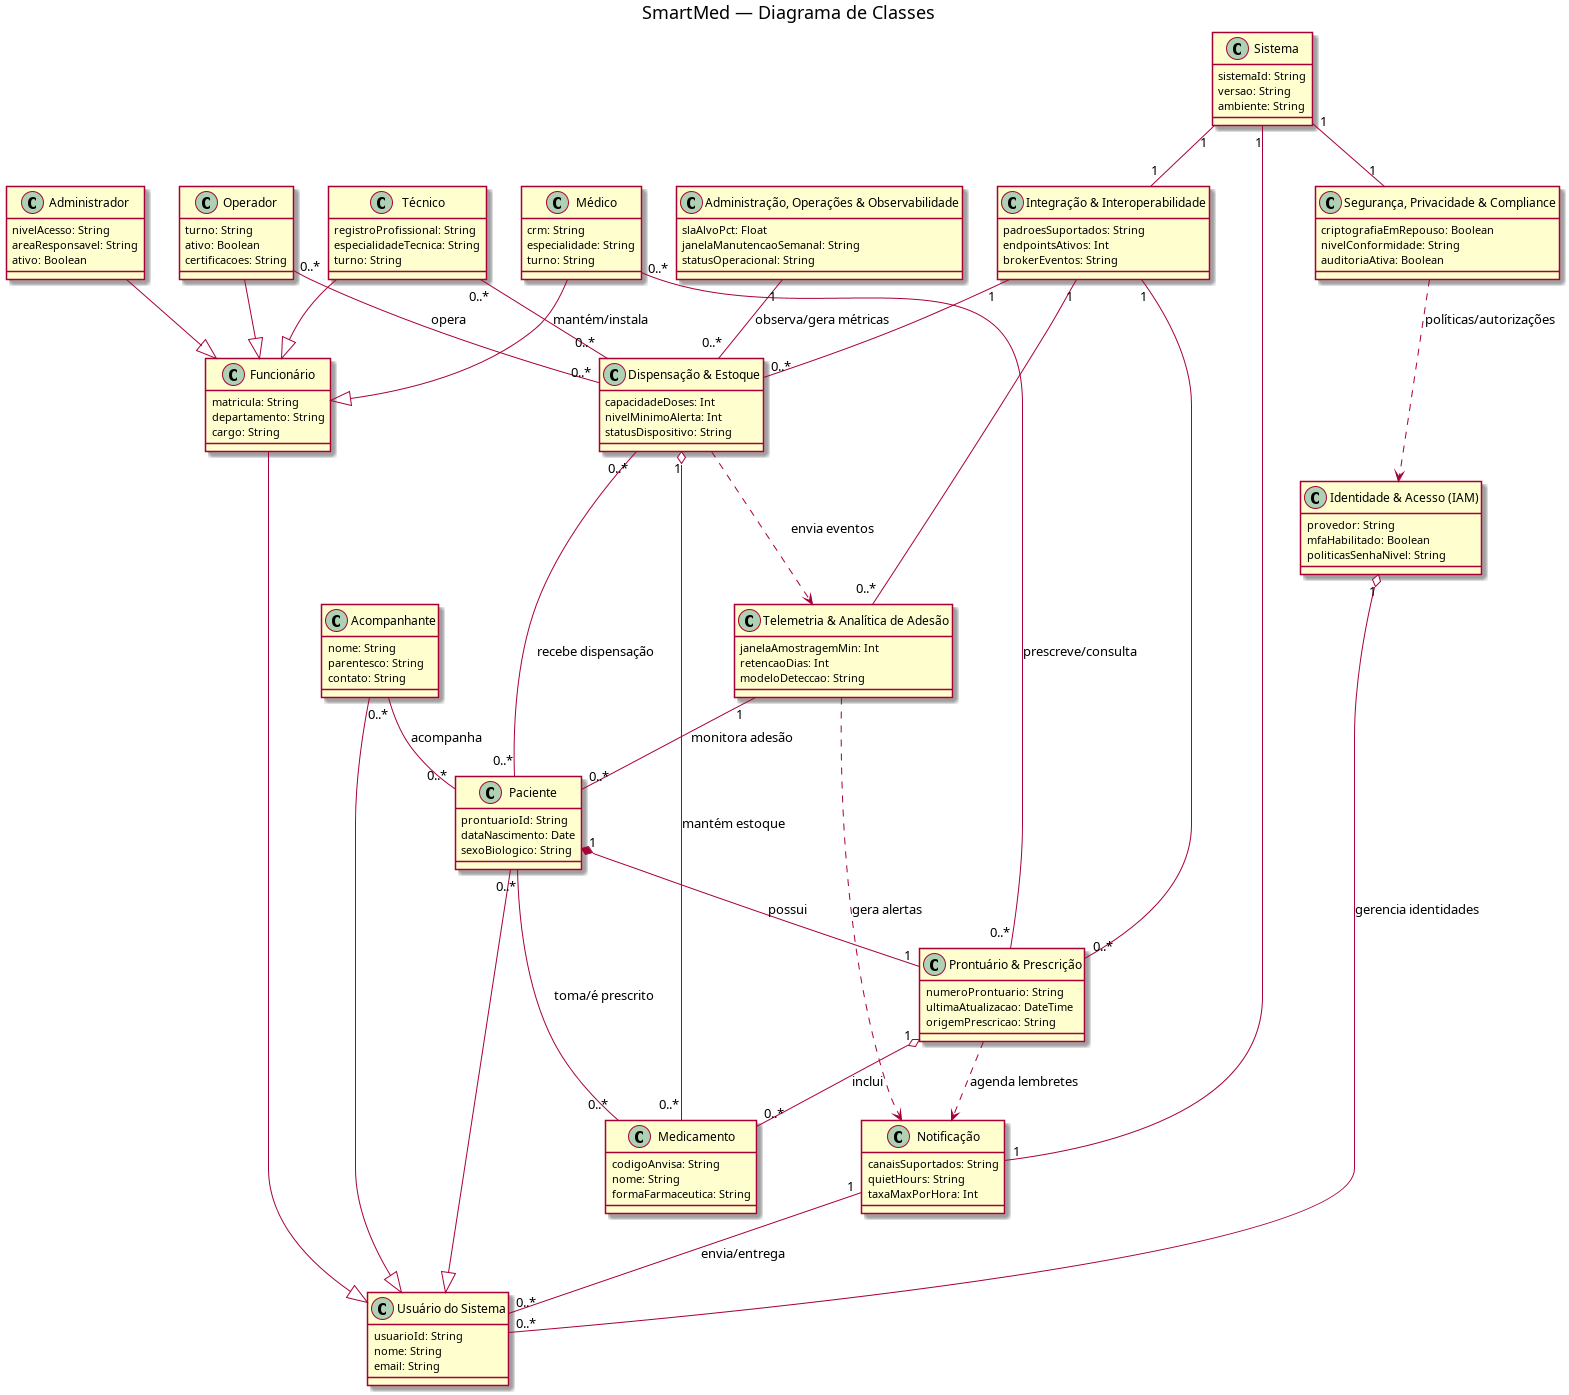 SmartMed — Diagrama de Classes
C Sistema
sistemaId: String
versao: String
ambiente: String
1
1
1
1
1
C Administrador
nivelAcesso: String
areaResponsavel: String
ativo: Boolean
C Operador
turno: String
ativo: Boolean
certificacoes: String
C Técnico
registroProfissional: String
especialidadeTecnica: String
turno: String
C Médico
crm: String
especialidade: String
turno: String
C Administração, Operações & Observabilidade
slaAlvoPct: Float
janelaManutencaoSemanal: String
statusOperacional: String
C Integração & Interoperabilidade
padroesSuportados: String
endpointsAtivos: Int
brokerEventos: String
C Segurança, Privacidade & Compliance
criptografiaEmRepouso: Boolean
nivelConformidade: String
auditoriaAtiva: Boolean
0..*
0..*
0..*
1
1
1
1
opera
mantém/instala
observa/gera métricas
políticas/autorizações
0..*
0..*
0..*
0..*
C Funcionário
matricula: String
departamento: String
cargo: String
C Dispensação & Estoque
capacidadeDoses: Int
nivelMinimoAlerta: Int
statusDispositivo: String
0..*
1
C Identidade & Acesso (IAM)
provedor: String
mfaHabilitado: Boolean
politicasSenhaNivel: String
1
envia eventos
0..*
C Acompanhante
nome: String
parentesco: String
contato: String
recebe dispensação
C Telemetria & Analítica de Adesão
janelaAmostragemMin: Int
retencaoDias: Int
modeloDeteccao: String
prescreve/consulta
0..*
1
acompanha
monitora adesão
0..*
0..*
0..*
C Paciente
prontuarioId: String
dataNascimento: Date
sexoBiologico: String
1
0..*
mantém estoque
possui
gera alertas
gerencia identidades
0..*
0..*
1
C Prontuário & Prescrição
numeroProntuario: String
ultimaAtualizacao: DateTime
origemPrescricao: String
1
toma/é prescrito
inclui
agenda lembretes
0..*
0..*
0..*
C Medicamento
codigoAnvisa: String
nome: String
formaFarmaceutica: String
C Notificação
canaisSuportados: String
quietHours: String
taxaMaxPorHora: Int
1
1
envia/entrega
0..*
0..*
C Usuário do Sistema
usuarioId: String
nome: String
email: String